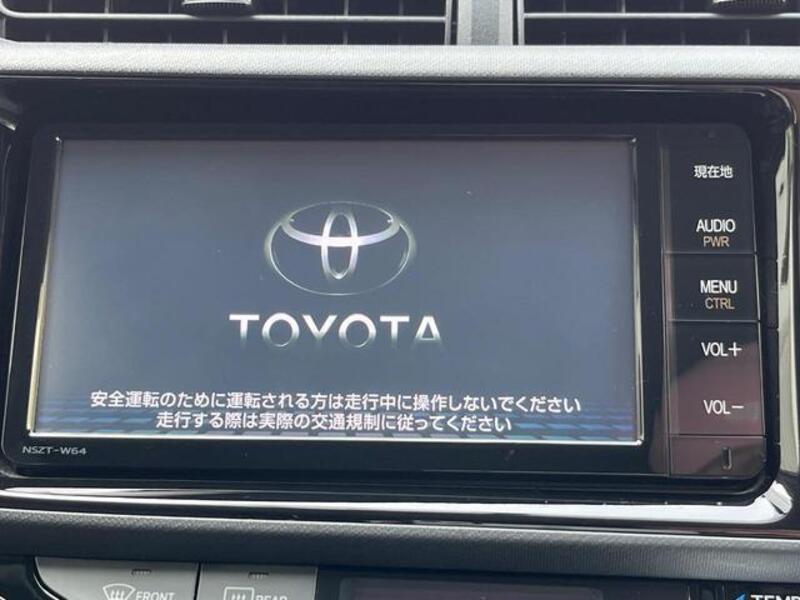 現在地
AUDIO
PWR
MENU
CTRL
VOL+
VOL−
TOYOTA
安全運転のために運転される方は走行中に操作しないでください
走行する際は実際の交通規制に従ってください
NSZT-W64
FRONT
REAR
TEMP